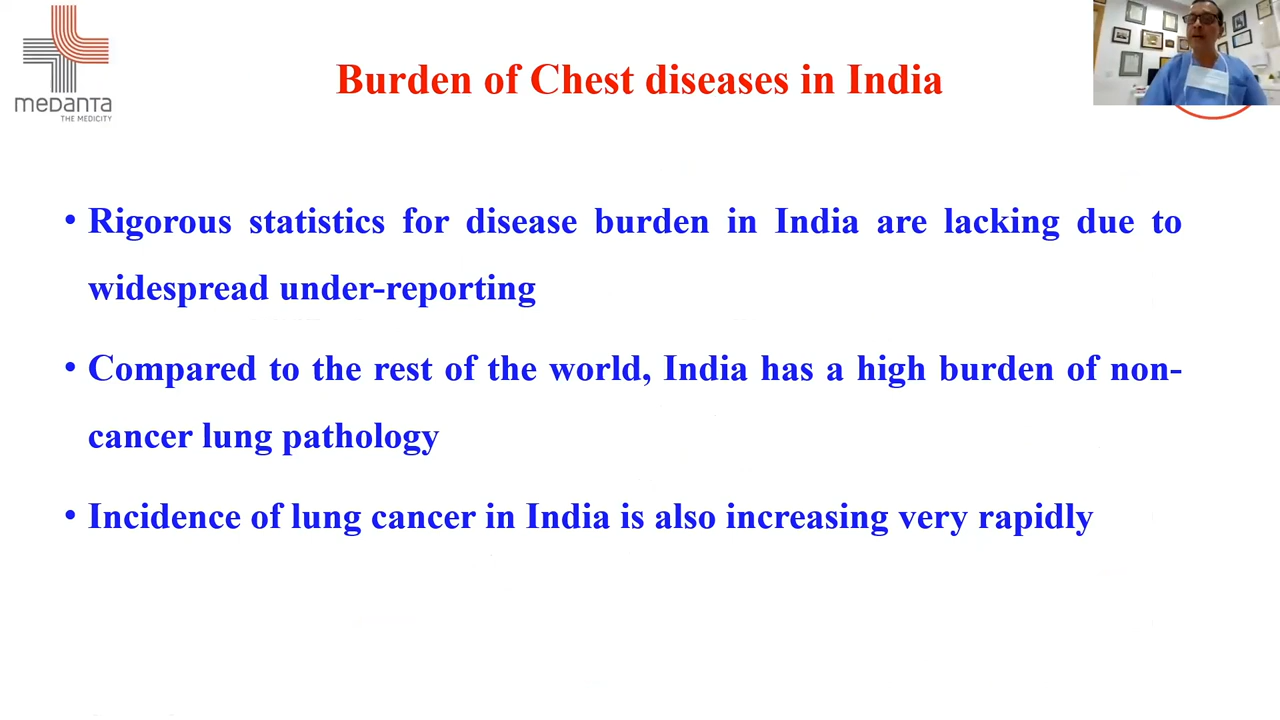 medanta
THE MEDICITY
Burden of Chest diseases in India
• Rigorous statistics for disease burden in India are lacking due to
widespread under-reporting
• Compared to the rest of the world, India has a high burden of non-
cancer lung pathology
• Incidence of lung cancer in India is also increasing very rapidly